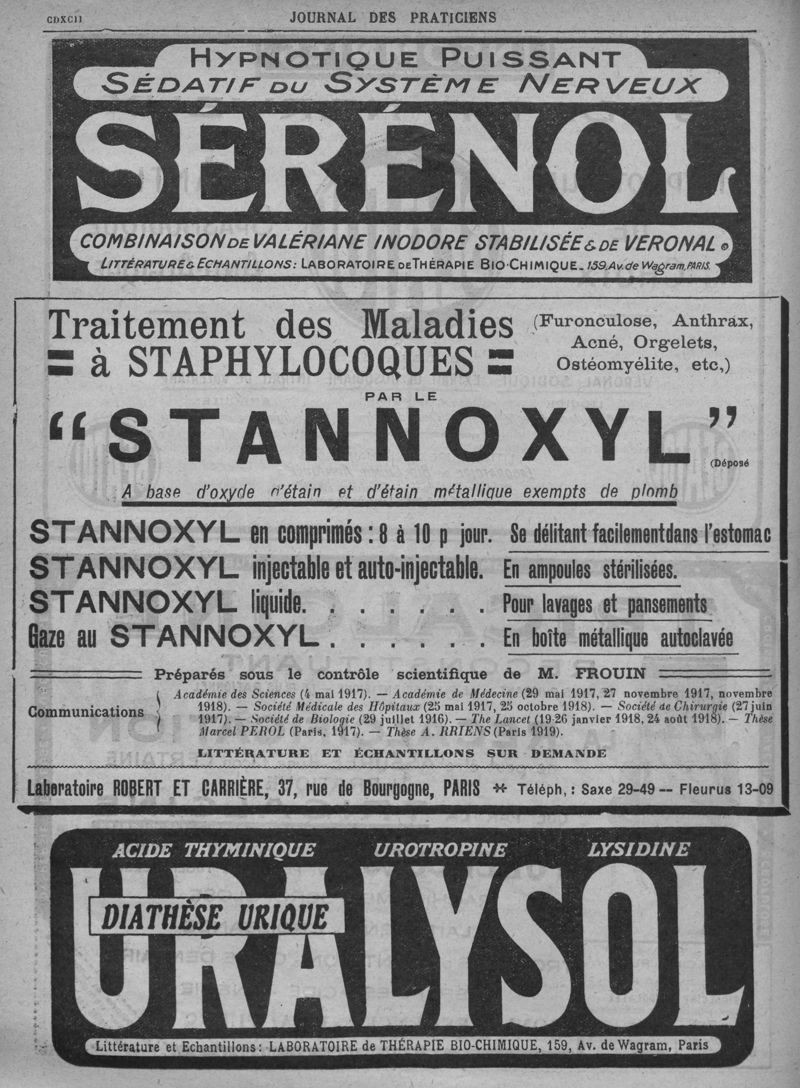 CDXCII
JOURNAL DES PRATICIENS
HYPNOTIQUE PUISSANT
SÉDATIF DU SYSTÈME NERVEUX
SÉRÉNOL
COMBINAISON DE VALÉRIANE INODORE STABILISÉE & DE VERONAL
LITTÉRATURE & ECHANTILLONS: LABORATOIRE DE THÉRAPIE BIO-CHIMIQUE_ 159, Av. de Wagram, PARIS.
Traitement des Maladies
à STAPHYLOCOQUES
(Furonculose, Anthrax,
Acné, Orgelets,
Ostéomyélite, etc,)
PAR LE
"STANNOXYL"
(Déposé
A base d'oxyde d'étain et d'étain métallique exempts de plomb
STANNOXYL en comprimés : 8 à 10 p jour. Se délitant facilement dans l'estomac
STANNOXYL injectable et auto-injectable. En ampoules stérilisées.
STANNOXYL liquide. . . . . . . Pour lavages et pansements
Gaze au STANNOXYL . . . . . . En boîte métallique autoclavée
Préparés sous le contrôle scientifique de M. FROUIN
Communications
Académie des Sciences (4 mai 1917). — Académie de Médecine (29 mai 1917, 27 novembre 1917, novembre
1918). — Société Médicale des Hôpitaux (25 mai 1917, 25 octobre 1918). — Société de Chirurgie (27 juin
1917). — Société de Biologie (29 juillet 1916). — The Lancet (19-26 janvier 1918, 24 août 1918). — Thèse
Marcel PEROL (Paris, 1917). — Thèse A. RRIENS (Paris 1919).
LITTÉRATURE ET ÉCHANTILLONS SUR DEMANDE
Laboratoire ROBERT ET CARRIÈRE, 37, rue de Bourgogne, PARIS ** Téléph, : Saxe 29-49 — Fleurus 13-09
ACIDE THYMINIQUE UROTROPINE LYSIDINE
URALYSOL
DIATHÈSE URIQUE
Littérature et Echantillons: LABORATOIRE de THÉRAPIE BIO-CHIMIQUE, 159, Av. de Wagram, Paris